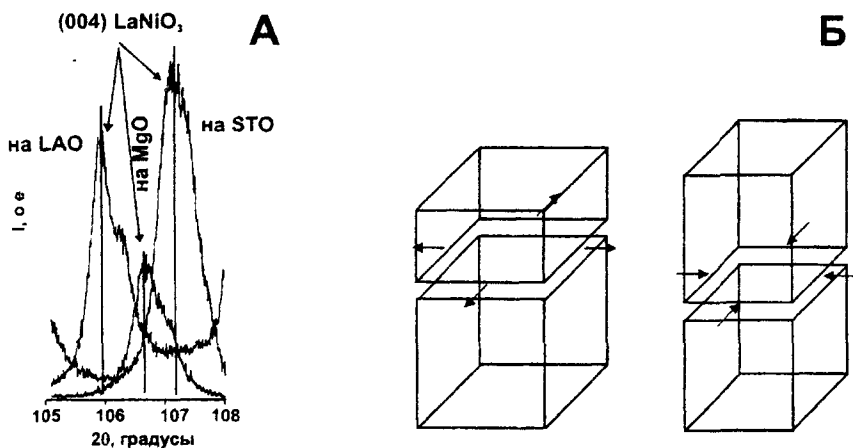 (004) LaNiO₃
А
Б
на LAO
на MgO
на STO
I, о е
105 106 107 108
2θ, градусы